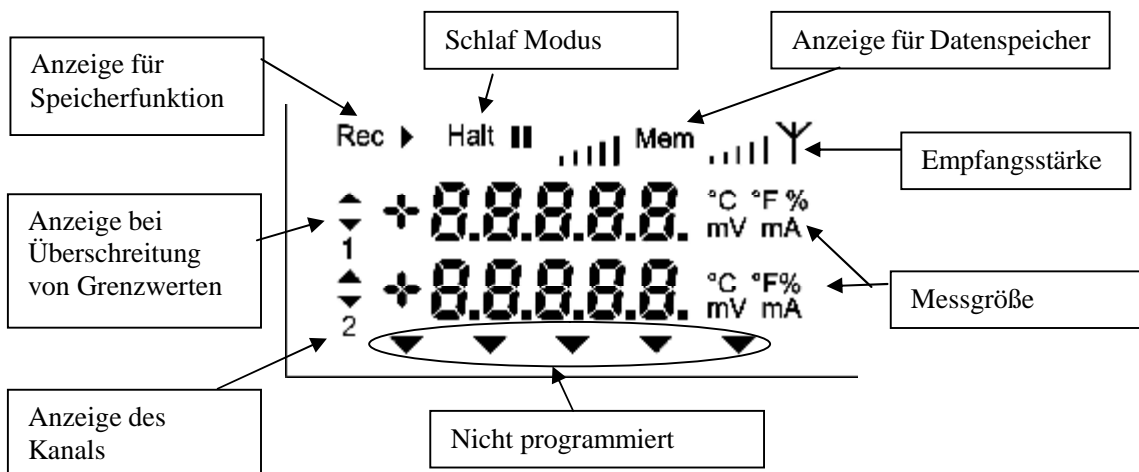 Schlaf Modus
Anzeige für Datenspeicher
Anzeige für
Speicherfunktion
Rec Halt Mem
Empfangsstärke
Anzeige bei
Überschreitung
von Grenzwerten
8.8.8.8.8. °C °F %
mV mA
1
8.8.8.8.8. °C °F%
mV mA
2
Messgröße
Anzeige des
Kanals
Nicht programmiert